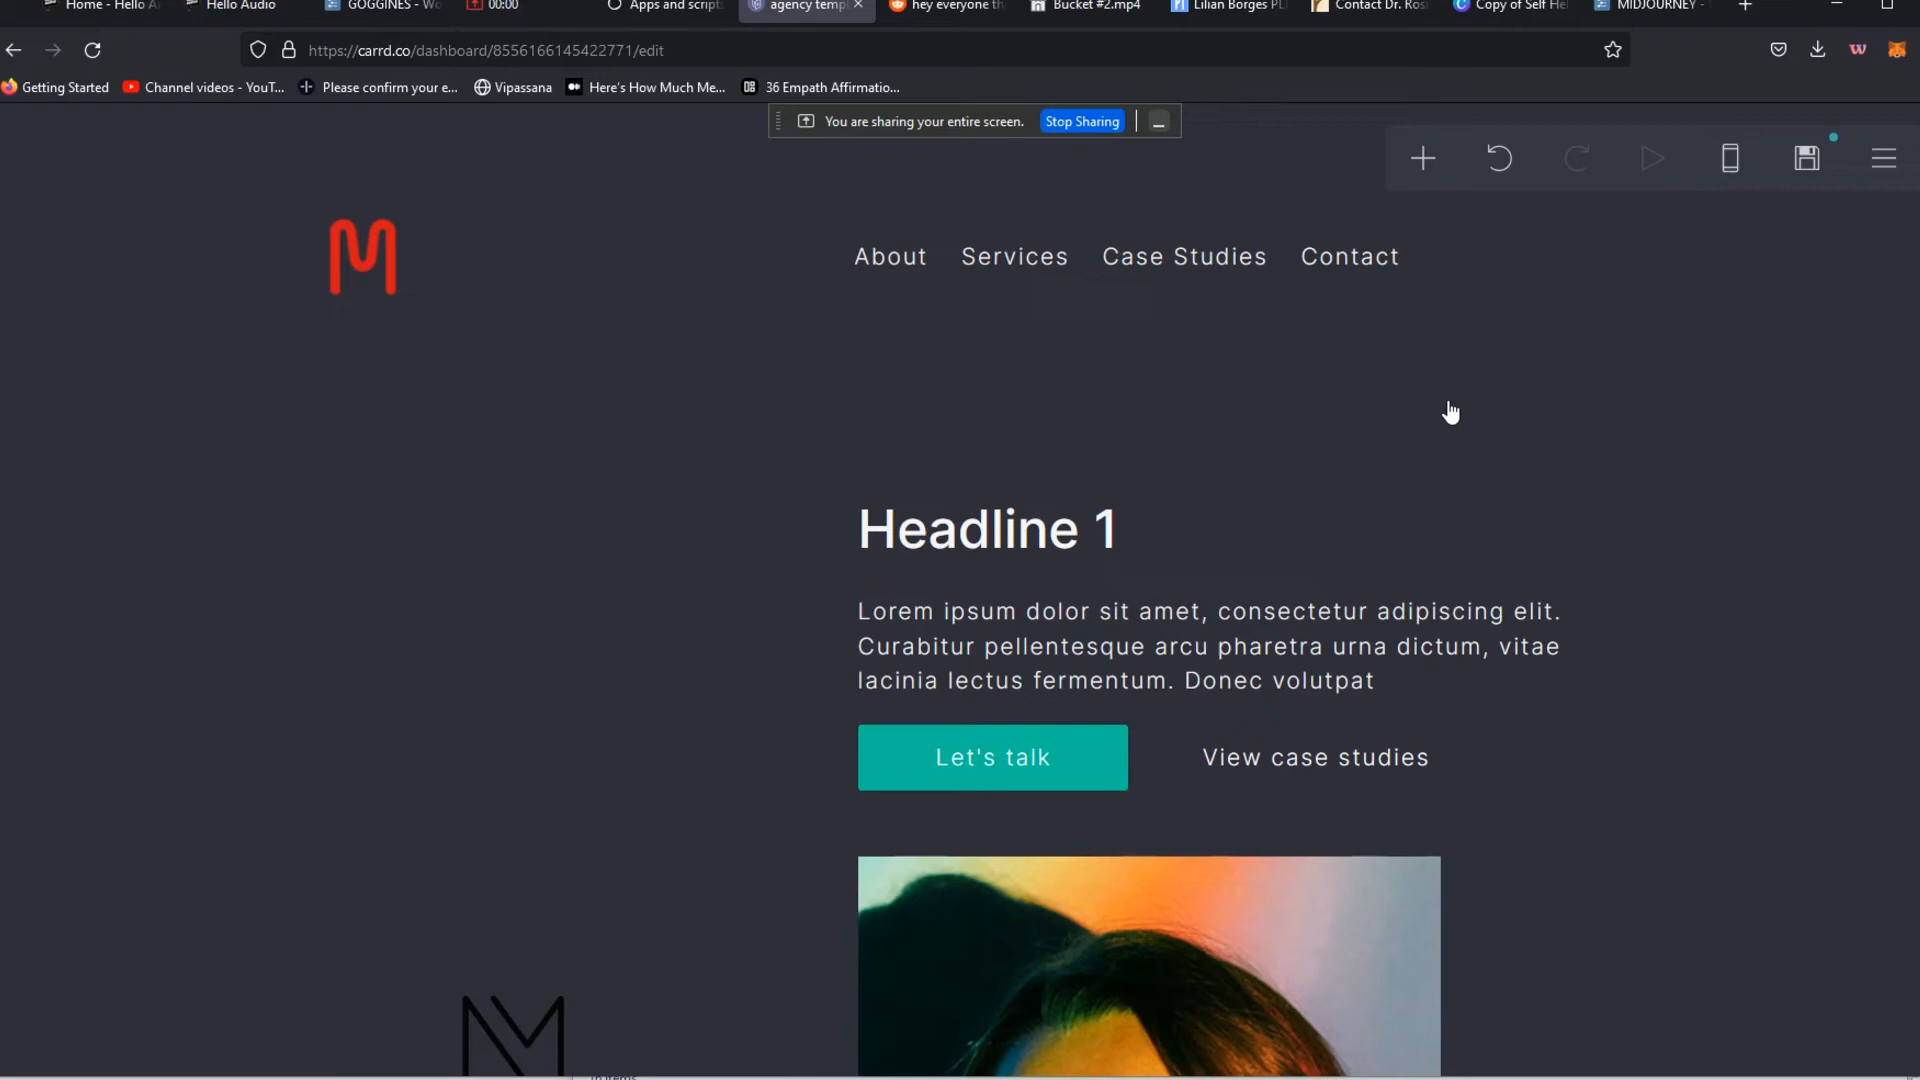 Home - Hello A
Hello Audio
GOGGINES - Wo
00:00
Apps and script
agency temp
hey everyone th
Bucket #2.mp4
Lilian Borges PL
Contact Dr. Ros
Copy of Self He
MIDJOURNEY -
https://carrd.co/dashboard/8556166145422771/edit
Getting Started
Channel videos - YouT...
Please confirm your e...
Vipassana
Here's How Much Me...
36 Empath Affirmatio...
You are sharing your entire screen.
Stop Sharing
About
Services
Case Studies
Contact
Headline 1
Lorem ipsum dolor sit amet, consectetur adipiscing elit.
Curabitur pellentesque arcu pharetra urna dictum, vitae
lacinia lectus fermentum. Donec volutpat
Let's talk
View case studies